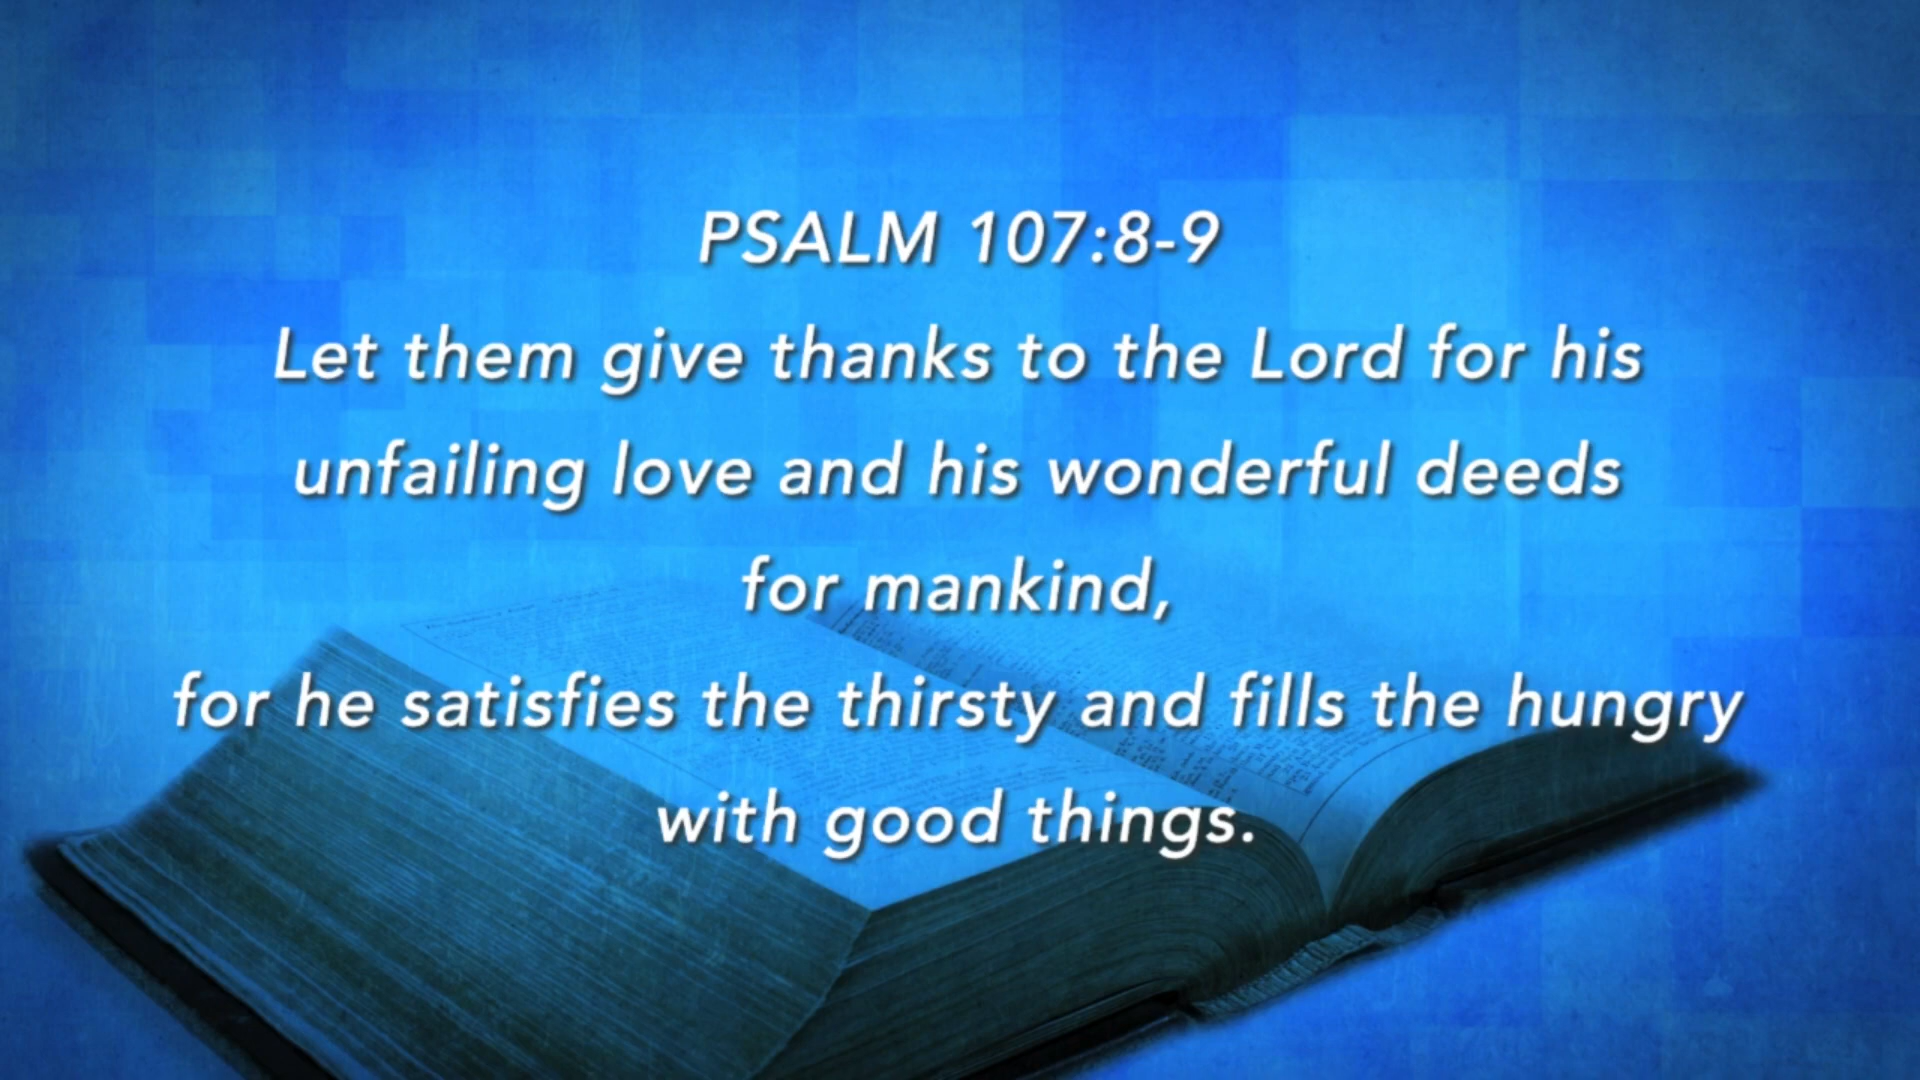 PSALM 107:8-9
Let them give thanks to the Lord for his
unfailing love and his wonderful deeds
for mankind,
for he satisfies the thirsty and fills the hungry
with good things.